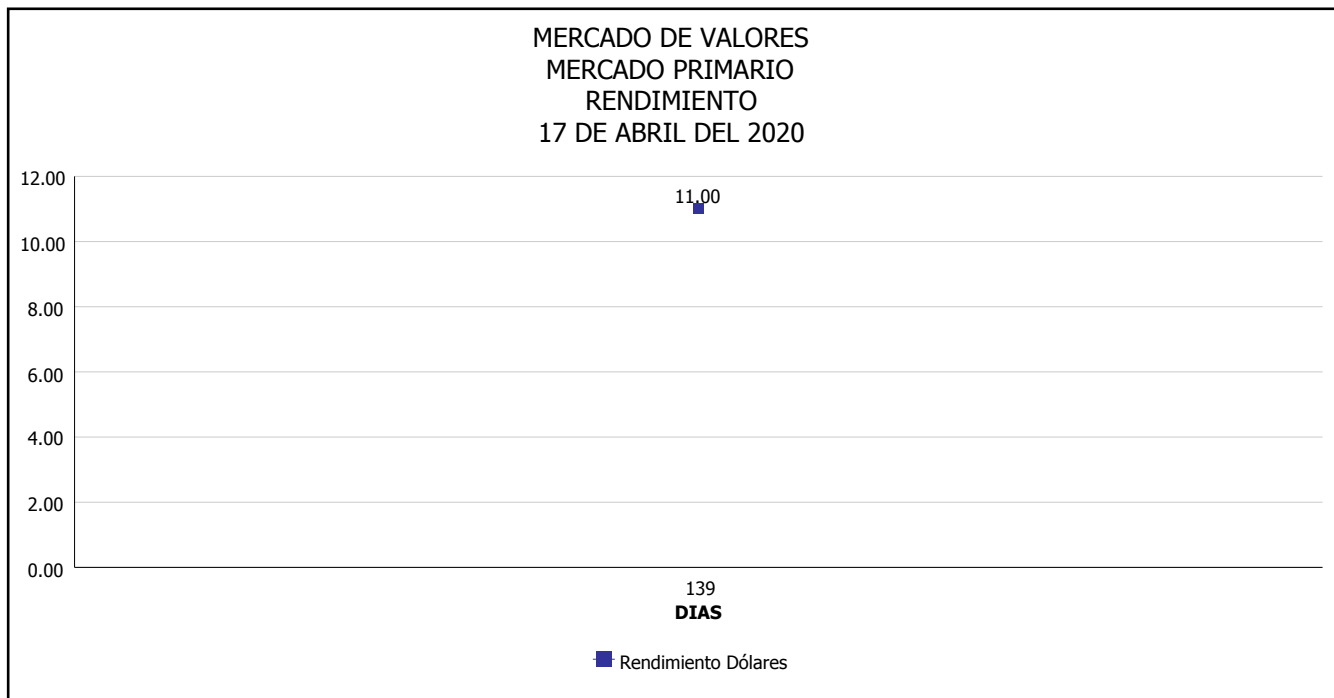 MERCADO DE VALORES
MERCADO PRIMARIO
RENDIMIENTO
17 DE ABRIL DEL 2020
12.00
11.00
10.00
8.00
6.00
4.00
2.00
0.00
139
DIAS
Rendimiento Dólares